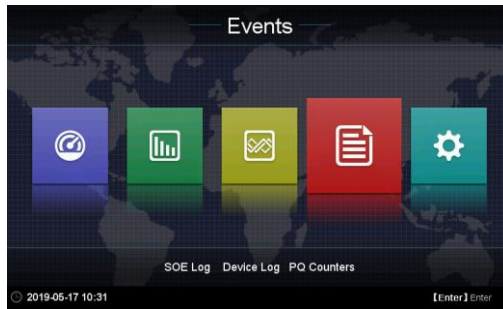 Events
SOE Log Device Log PQ Counters
2019-05-17 10:31
【Enter】Enter